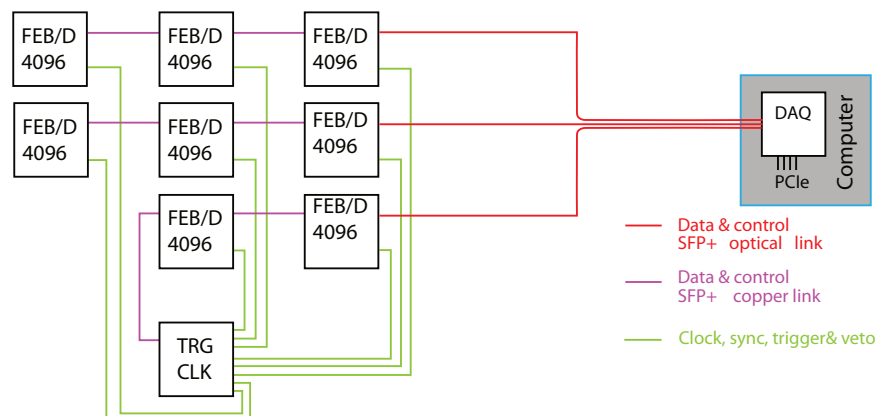 FEB/D
4096
FEB/D
4096
FEB/D
4096
FEB/D
4096
FEB/D
4096
FEB/D
4096
FEB/D
4096
FEB/D
4096
TRG
CLK
DAQ
PCIe
Computer
Data & control
SFP+ optical link
Data & control
SFP+ copper link
Clock, sync, trigger& veto